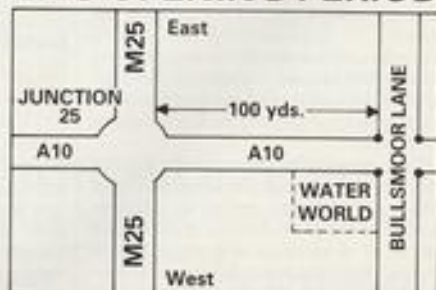 M25
East
JUNCTION
25
100 yds.
BULLSMOOR LANE
A10
A10
WATER
WORLD
M25
West